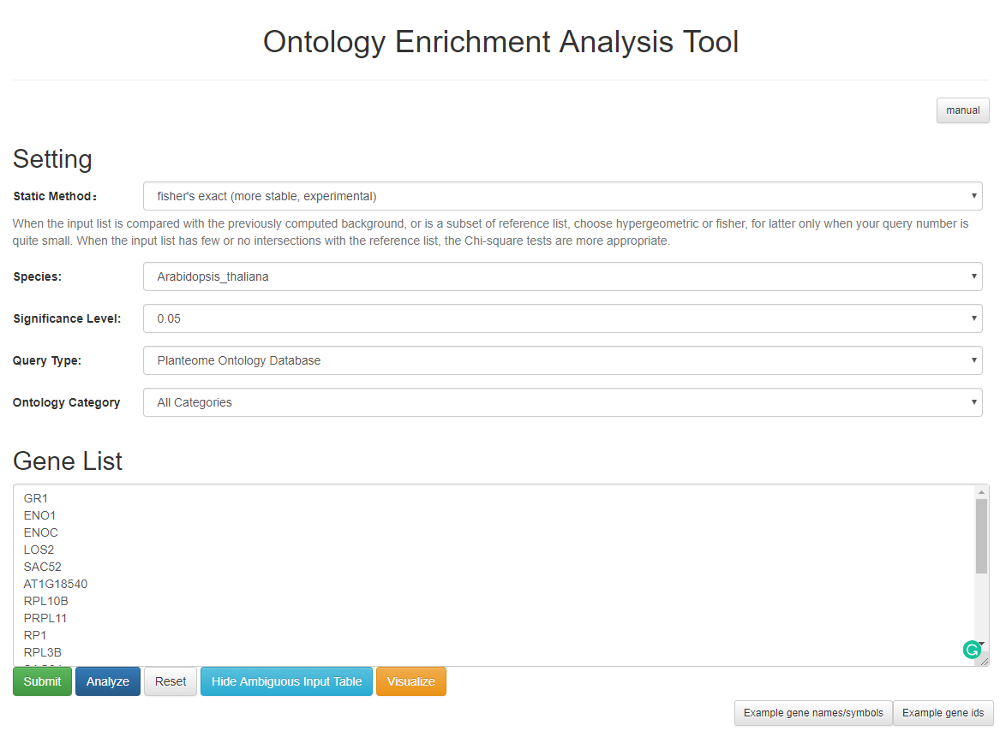 Ontology Enrichment Analysis Tool
manual
Setting
Static Method:
fisher's exact (more stable, experimental)
When the input list is compared with the previously computed background, or is a subset of reference list, choose hypergeometric or fisher, for latter only when your query number is
quite small. When the input list has few or no intersections with the reference list, the Chi-square tests are more appropriate.
Species:
Arabidopsis_thaliana
Significance Level:
0.05
Query Type:
Planteome Ontology Database
Ontology Category
All Categories
Gene List
GR1
ENO1
ENOC
LOS2
SAC52
AT1G18540
RPL10B
PRPL11
RP1
RPL3B
Submit Analyze Reset Hide Ambiguous Input Table Visualize
Example gene names/symbols Example gene ids